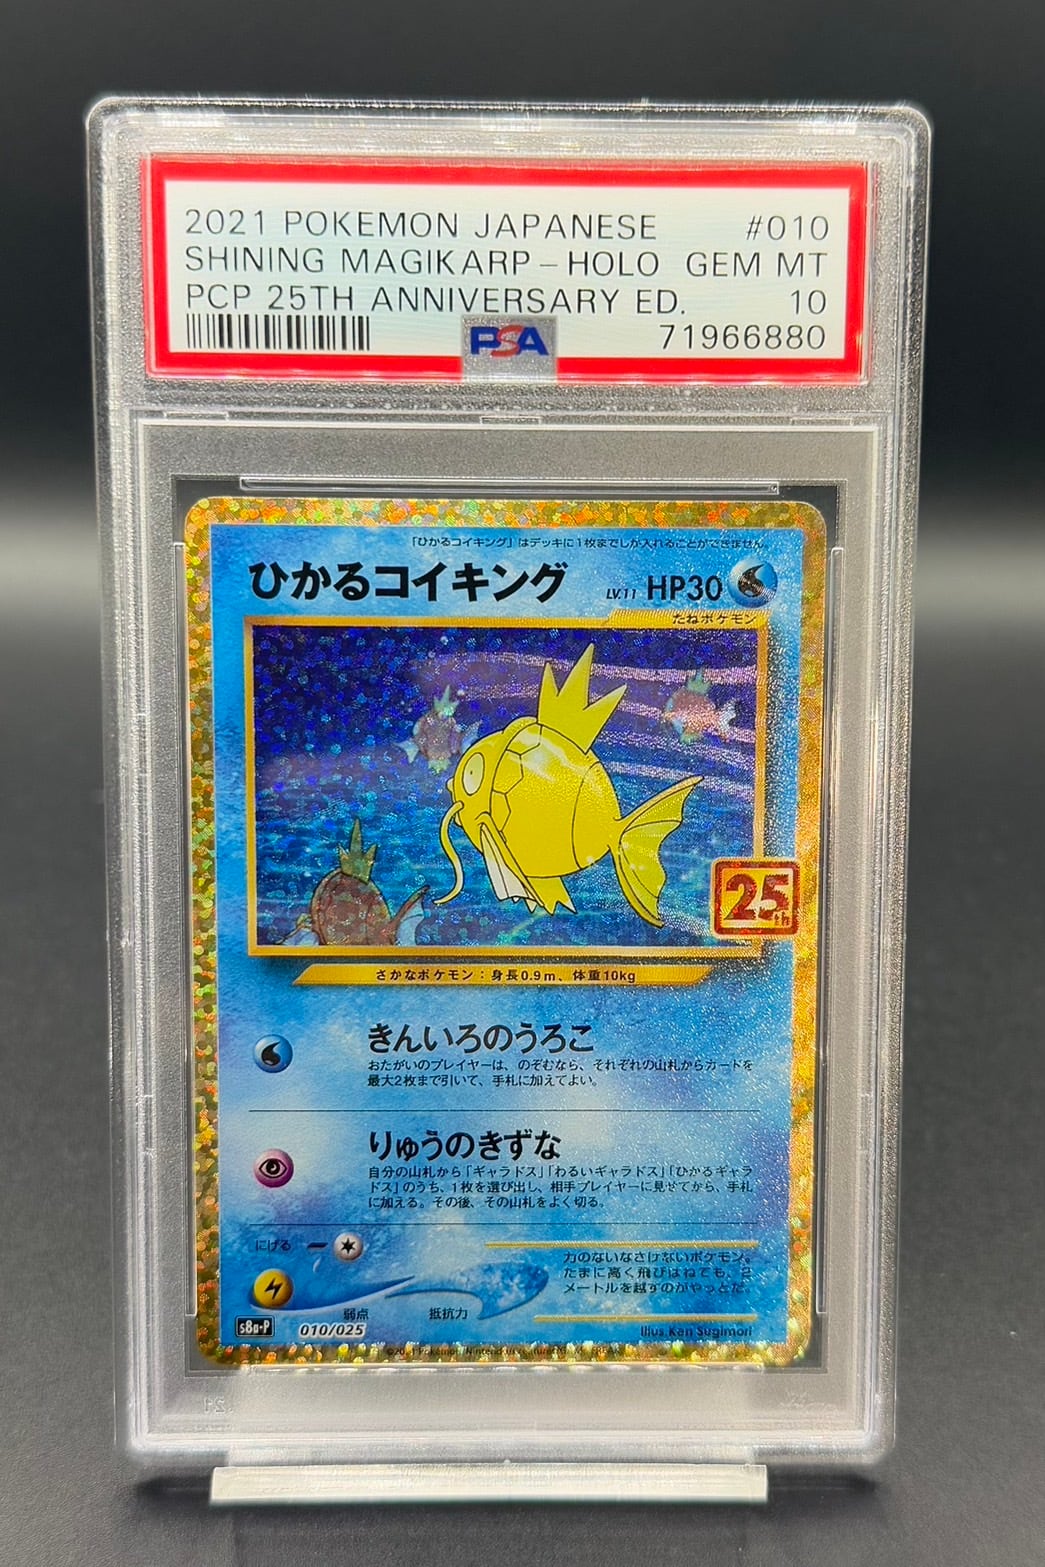 2021 POKEMON JAPANESE #010
SHINING MAGIKARP-HOLO GEM MT
PCP 25TH ANNIVERSARY ED. 10
PSA 71966880
「ひかるコイキング」はデッキに1枚までしか入れることができません。
ひかるコイキング LV.11 HP30
たねポケモン
25th
さかなポケモン:身長0.9m、体重10kg
きんいろのうろこ
おたがいのプレイヤーは、のぞむなら、それぞれの山札からカードを
最大2枚まで引いて、手札に加えてよい。
りゅうのきずな
自分の山札から「ギャラドス」「わるいギャラドス」「ひかるギャラ
ドス」のうち、1枚を選び出し、相手プレイヤーに見せてから、手札
に加える。その後、その山札をよく切る。
にげる
力のないなさけないポケモン。
たまに高く飛びはねても、2
メートルを越すのがやっとだ。
弱点 抵抗力
s8a-P 010/025
Illus.Ken Sugimori